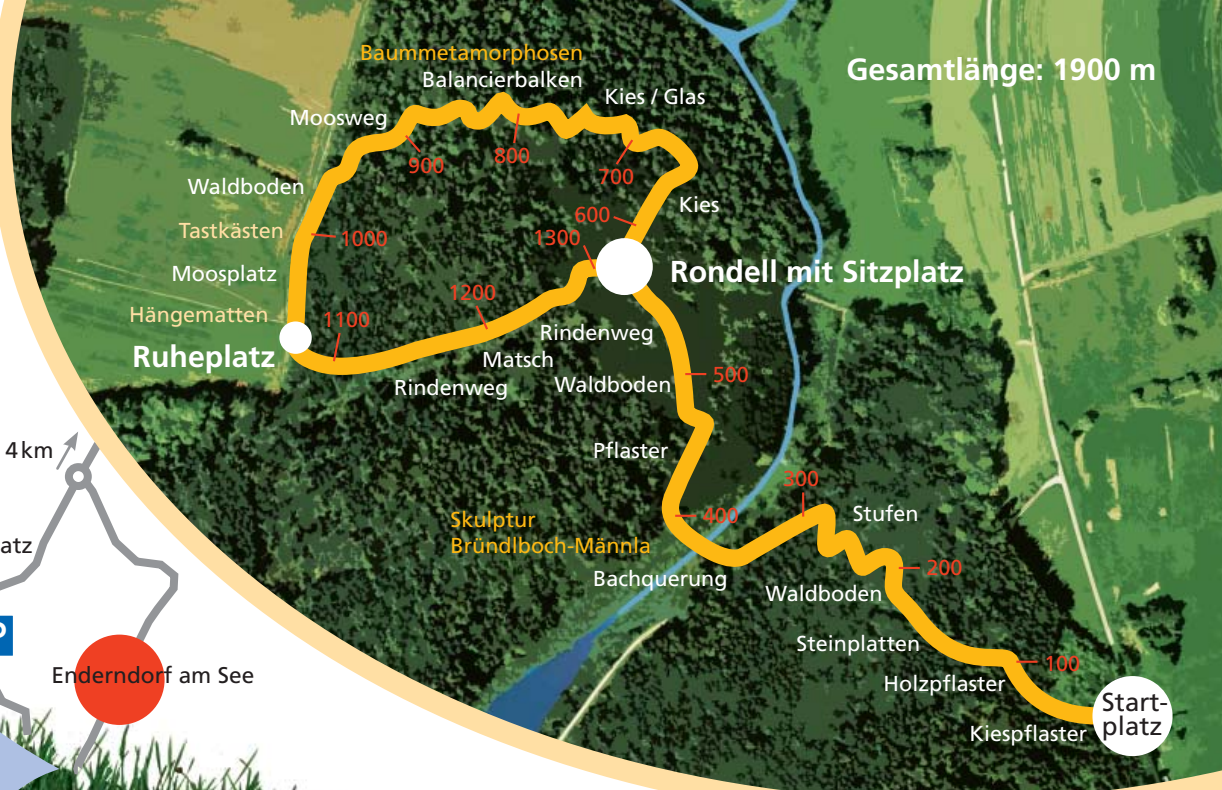 Gesamtlänge: 1900 m
Baummetamorphosen
Balancierbalken
Kies / Glas
Moosweg
900
800
700
Waldboden
Kies
600
Tastkästen
1000
1300
Moosplatz
Rondell mit Sitzplatz
1200
Hängematten
1100
Rindenweg
Ruheplatz
Matsch
Rindenweg
Waldboden
500
Pflaster
4 km
300
400
Stufen
Skulptur
Bründlboch-Männla
atz
Bachquerung
200
Waldboden
P
Steinplatten
100
Enderndorf am See
Holzpflaster
Start-
platz
Kiespflaster